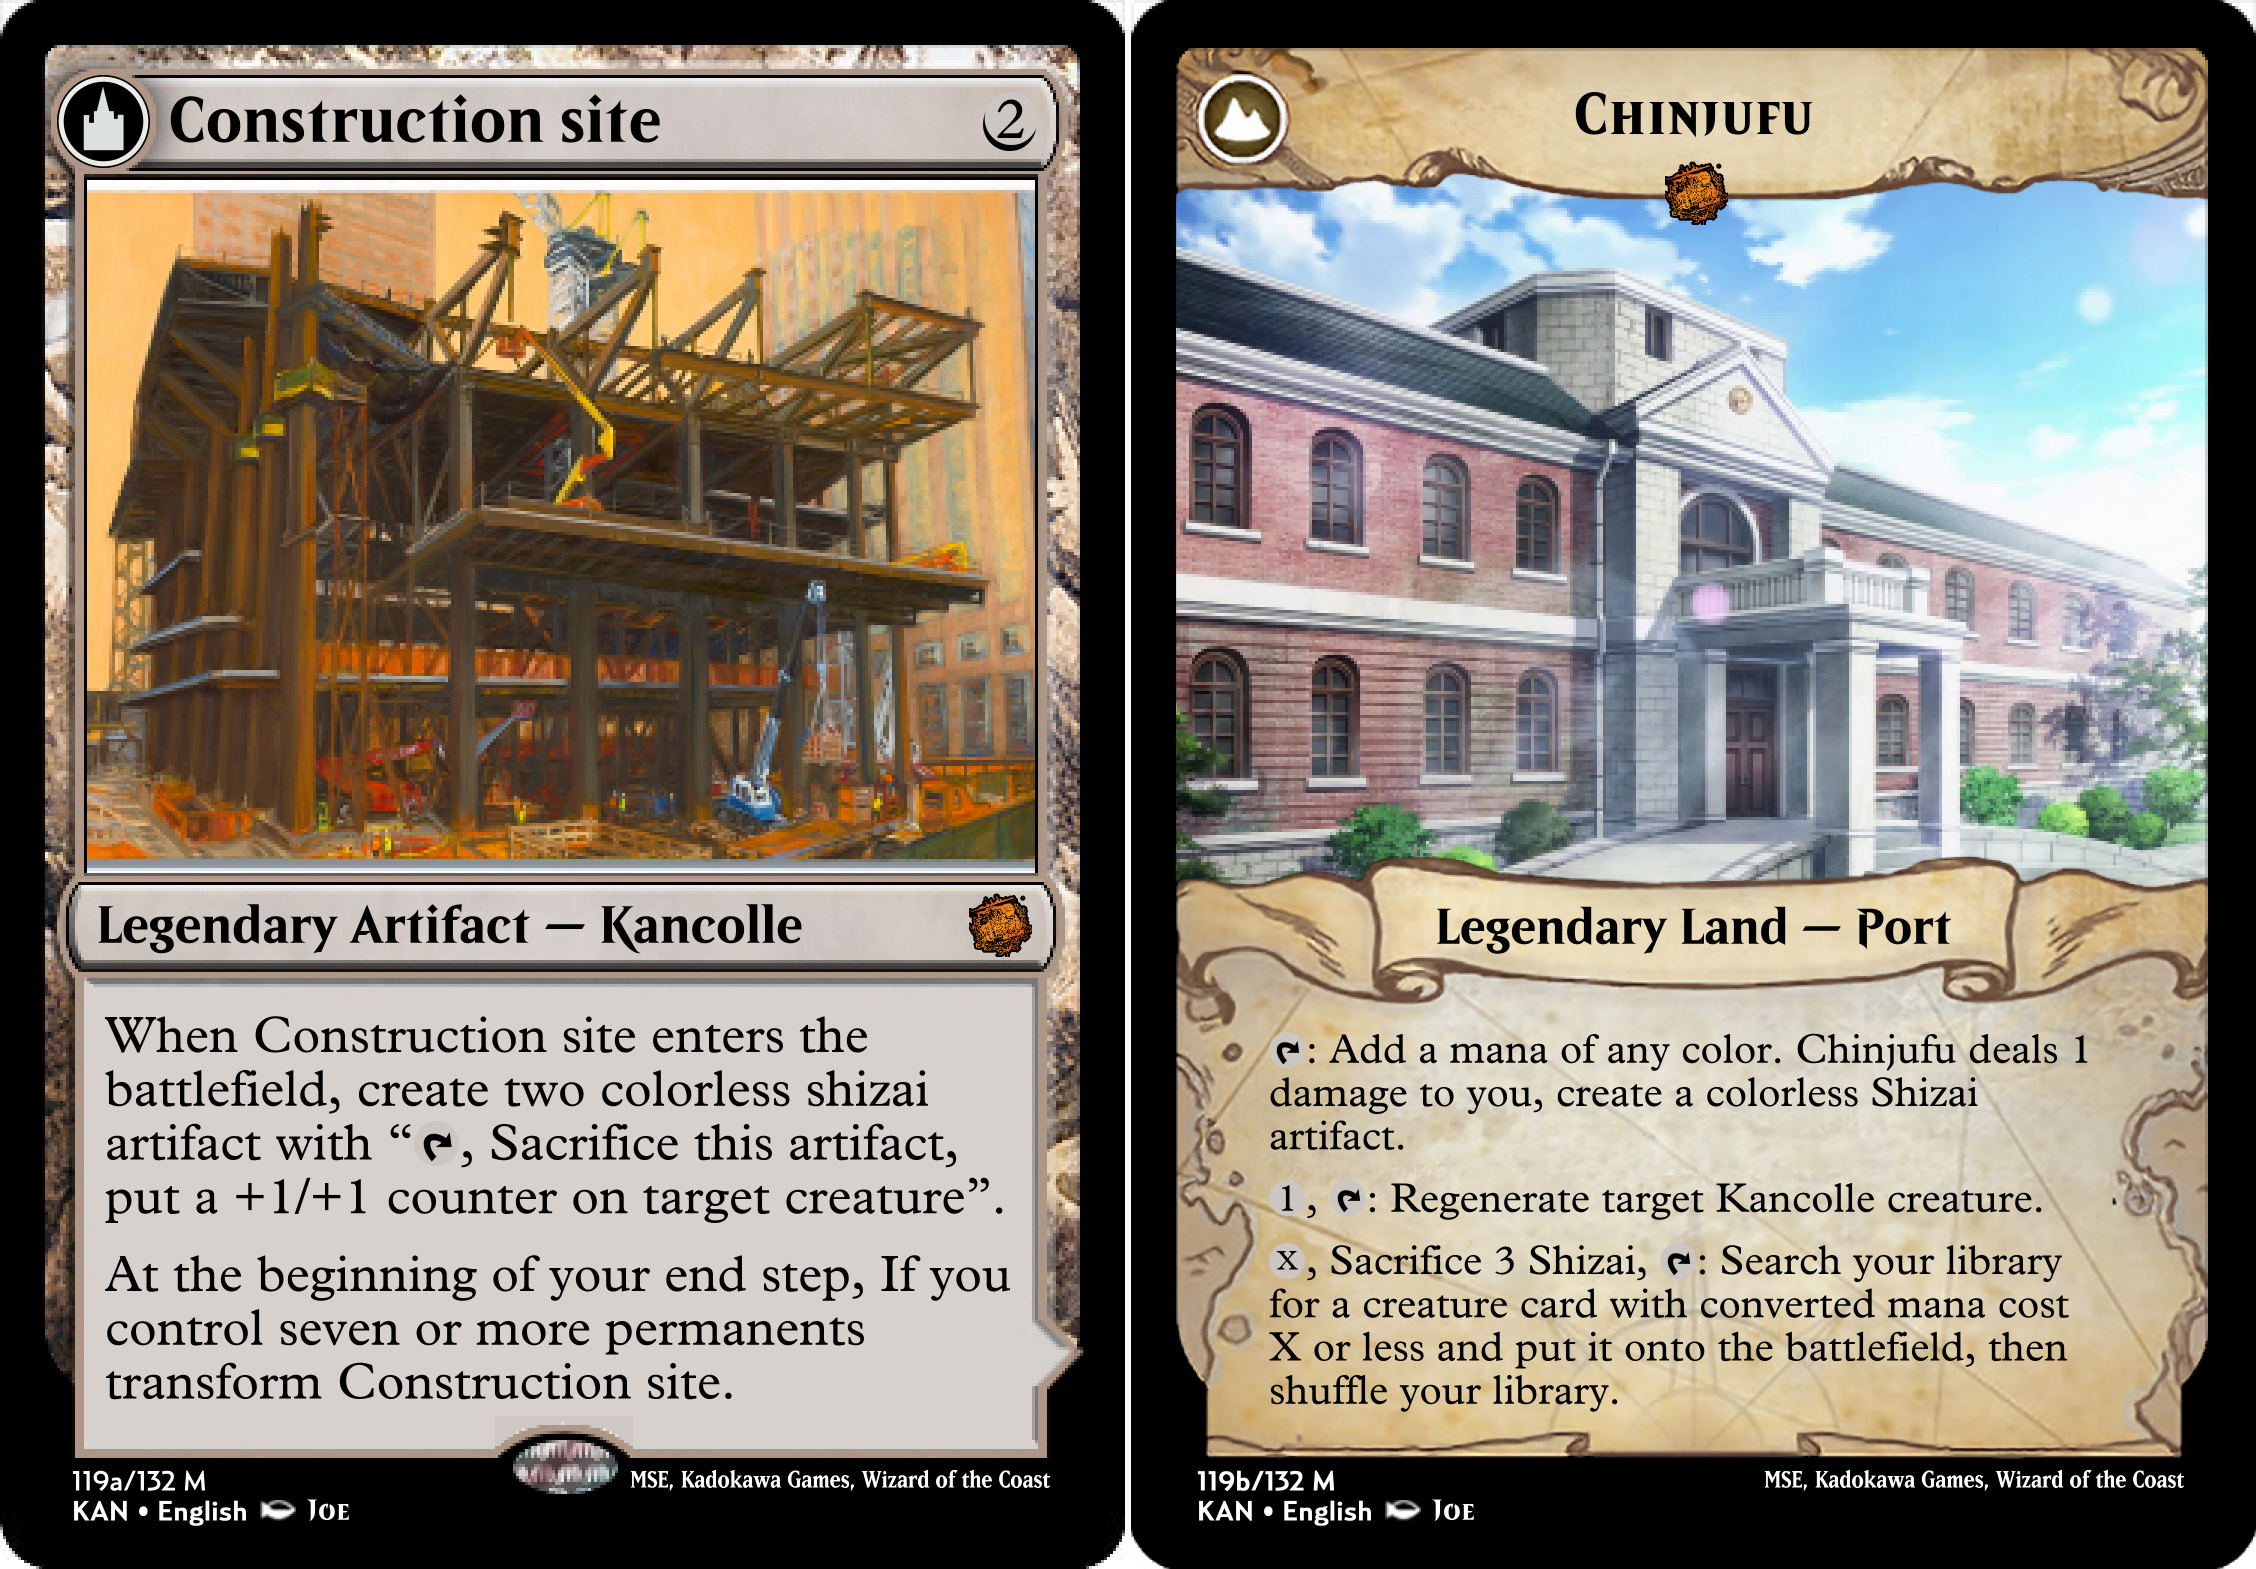 Construction site
2
Legendary Artifact — Kancolle
When Construction site enters the
battlefield, create two colorless shizai
artifact with “ , Sacrifice this artifact,
put a +1/+1 counter on target creature”.
At the beginning of your end step, If you
control seven or more permanents
transform Construction site.
119a/132 M
KAN • English JOE
MSE, Kadokawa Games, Wizard of the Coast
CHINJUFU
Legendary Land — Port
: Add a mana of any color. Chinjufu deals 1
damage to you, create a colorless Shizai
artifact.
1, : Regenerate target Kancolle creature.
X, Sacrifice 3 Shizai, : Search your library
for a creature card with converted mana cost
X or less and put it onto the battlefield, then
shuffle your library.
119b/132 M
KAN • English JOE
MSE, Kadokawa Games, Wizard of the Coast